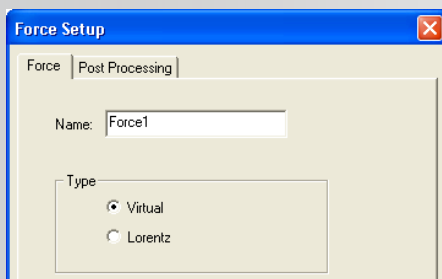 Force Setup
Force Post Processing
Name: Force1
Type
Virtual
Lorentz